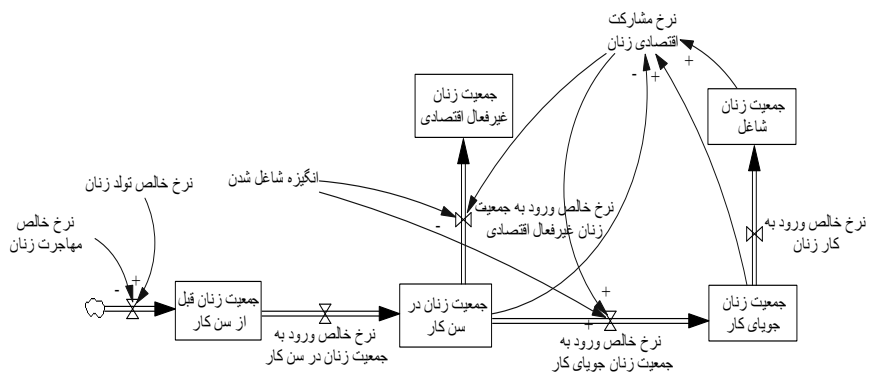 نرخ مشارکت
اقتصادی زنان
جمعیت زنان
غیرفعال اقتصادی
جمعیت زنان
شاغل
انگیزه شاغل شدن
نرخ خالص تولد زنان
نرخ خالص
مهاجرت زنان
نرخ خالص ورود به جمعیت
زنان غیرفعال اقتصادی
نرخ خالص ورود به
کار زنان
جمعیت زنان قبل
از سن کار
جمعیت زنان در
سن کار
جمعیت زنان
جویای کار
نرخ خالص ورود به
جمعیت زنان در سن کار
نرخ خالص ورود به
جمعیت زنان جویای کار